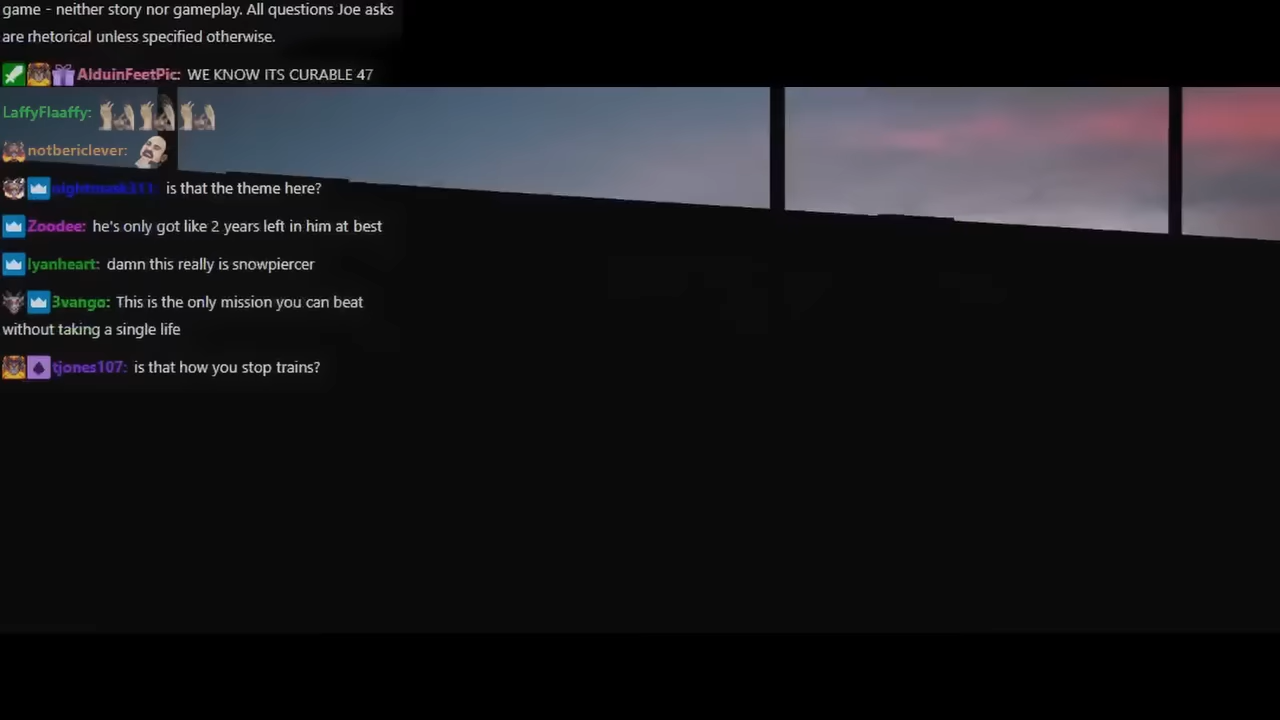 game - neither story nor gameplay. All questions Joe asks
are rhetorical unless specified otherwise.
AlduinFeetPic: WE KNOW ITS CURABLE 47
LaffyFlaaffy:
notbericlever:
is that the theme here?
Zoodee: he's only got like 2 years left in him at best
lyanheart: damn this really is snowpiercer
3vango: This is the only mission you can beat
without taking a single life
tjones107: is that how you stop trains?